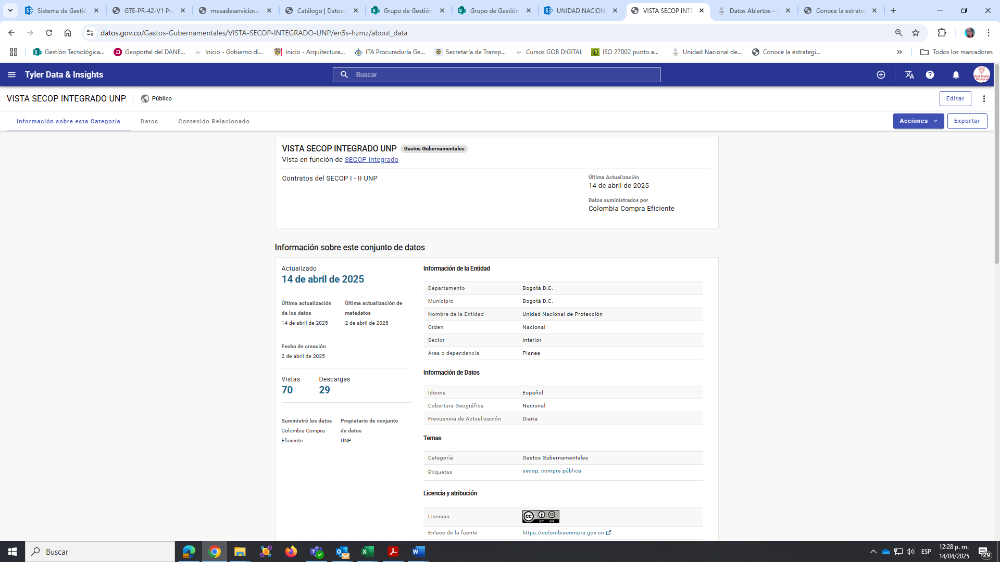 Sistema de Gestió
GTE-PR-42-V1 Pro
mesadeservicios.u
Catálogo | Datos A
Grupo de Gestión
Grupo de Gestión
UNIDAD NACION
VISTA SECOP INTE
Datos Abiertos – U
Conoce la estrate
datos.gov.co/Gastos-Gubernamentales/VISTA-SECOP-INTEGRADO-UNP/en5s-hzmz/about_data
Gestión Tecnológica...
Geoportal del DANE...
Inicio - Gobierno di...
Inicio - Arquitectura...
ITA Procuraduría Ge...
Secretaría de Transp...
Cursos GOB DIGITAL
ISO 27002 punto a...
Unidad Nacional de...
Conoce la estrategi...
Todos los marcadores
Tyler Data & Insights
Buscar
VISTA SECOP INTEGRADO UNP
Público
Editar
Información sobre esta Categoría
Datos
Contenido Relacionado
Acciones
Exportar
VISTA SECOP INTEGRADO UNP
Gastos Gubernamentales
Vista en función de SECOP Integrado
Contratos del SECOP I - II UNP
Última Actualización
14 de abril de 2025
Datos suministrados por
Colombia Compra Eficiente
Información sobre este conjunto de datos
Actualizado
14 de abril de 2025
Última actualización
de los datos
14 de abril de 2025
Última actualización de
metadatos
2 de abril de 2025
Fecha de creación
2 de abril de 2025
Vistas
70
Descargas
29
Suministró los datos
Colombia Compra
Eficiente
Propietario de conjunto
de datos
UNP
Información de la Entidad
Departamento Bogotá D.C.
Municipio Bogotá D.C.
Nombre de la Entidad Unidad Nacional de Protección
Orden Nacional
Sector Interior
Área o dependencia Planea
Información de Datos
Idioma Español
Cobertura Geográfica Nacional
Frecuencia de Actualización Diaria
Temas
Categoría Gastos Gubernamentales
Etiquetas secop; compra pública
Licencia y atribución
Licencia
cc BY SA
Enlace de la fuente https://colombiacompra.gov.co
Buscar
ESP
12:28 p. m.
14/04/2025
29